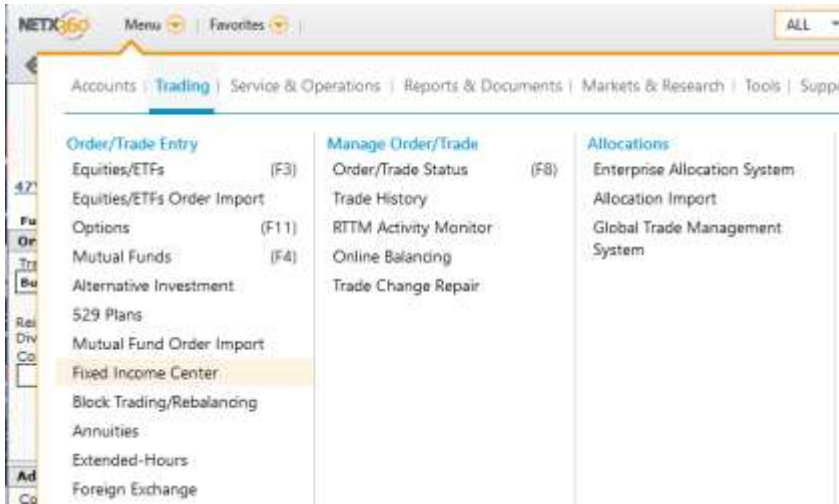 NETX360 Menu Favorites ALL
Accounts Trading Service & Operations Reports & Documents Markets & Research Tools
Order/Trade Entry
Equities/ETFs (F3)
Equities/ETFs Order Import
Options (F11)
Mutual Funds (F4)
Alternative Investment
529 Plans
Mutual Fund Order Import
Fixed Income Center
Block Trading/Rebalancing
Annuities
Extended-Hours
Foreign Exchange
Manage Order/Trade
Order/Trade Status (F8)
Trade History
RTTM Activity Monitor
Online Balancing
Trade Change Repair
Allocations
Enterprise Allocation System
Allocation Import
Global Trade Management
System